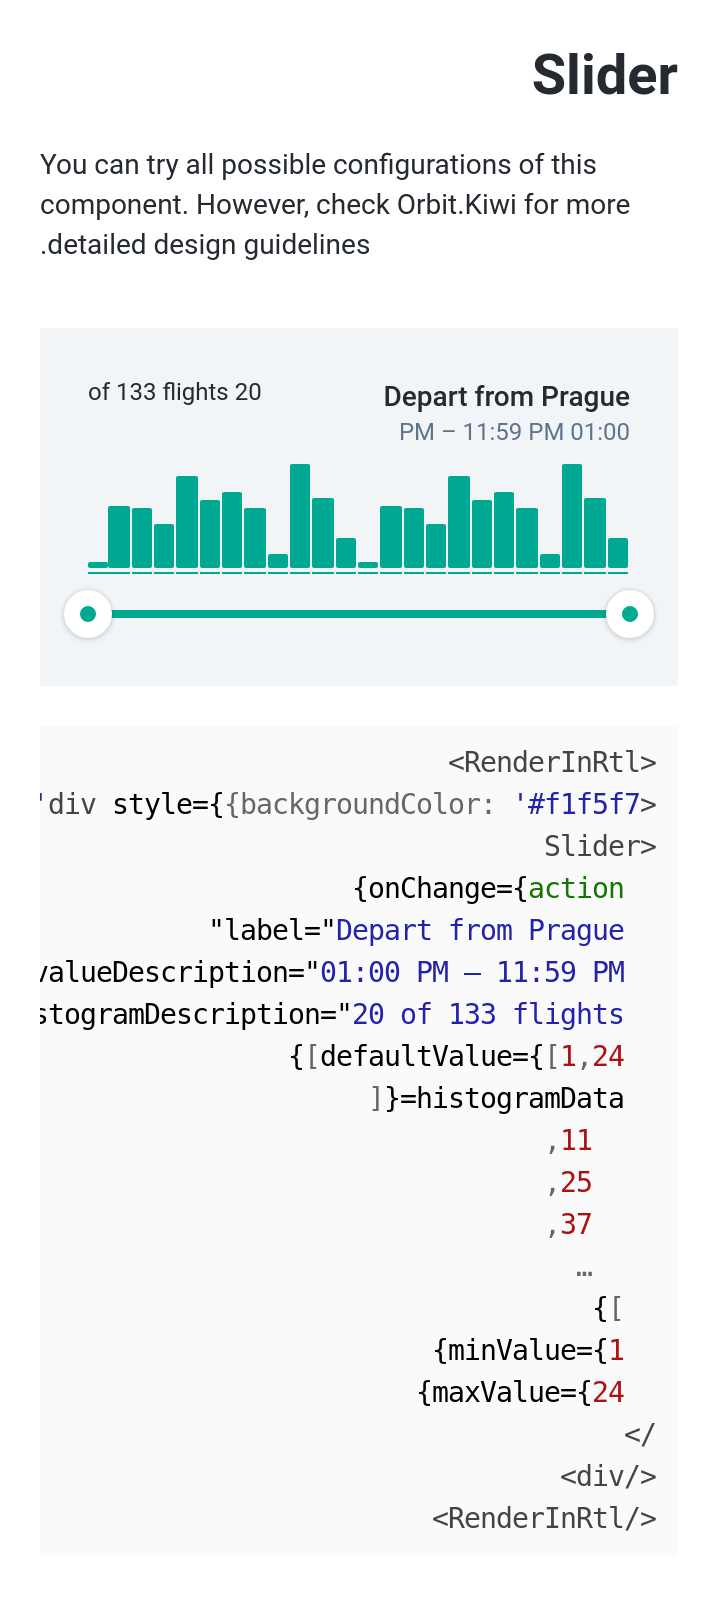 Slider
You can try all possible configurations of this
component. However, check Orbit.Kiwi for more
.detailed design guidelines
of 133 flights 20
Depart from Prague
PM – 11:59 PM 01:00
<RenderInRtl>
'div style={{backgroundColor: '#f1f5f7>
Slider>
{onChange={action
"label="Depart from Prague
valueDescription="01:00 PM – 11:59 PM
stogramDescription="20 of 133 flights
{[defaultValue={[1,24
]}=histogramData
,11
,25
,37
…
{[
{minValue={1
{maxValue={24
</
<div/>
<RenderInRtl/>